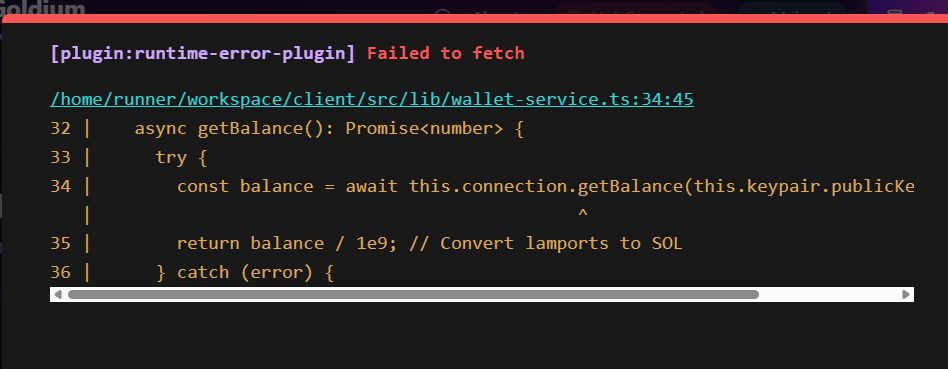 Goldium
[plugin:runtime-error-plugin] Failed to fetch
/home/runner/workspace/client/src/lib/wallet-service.ts:34:45
32 |    async getBalance(): Promise<number> {
33 |      try {
34 |        const balance = await this.connection.getBalance(this.keypair.publicKe
   |                                              ^
35 |        return balance / 1e9; // Convert lamports to SOL
36 |      } catch (error) {